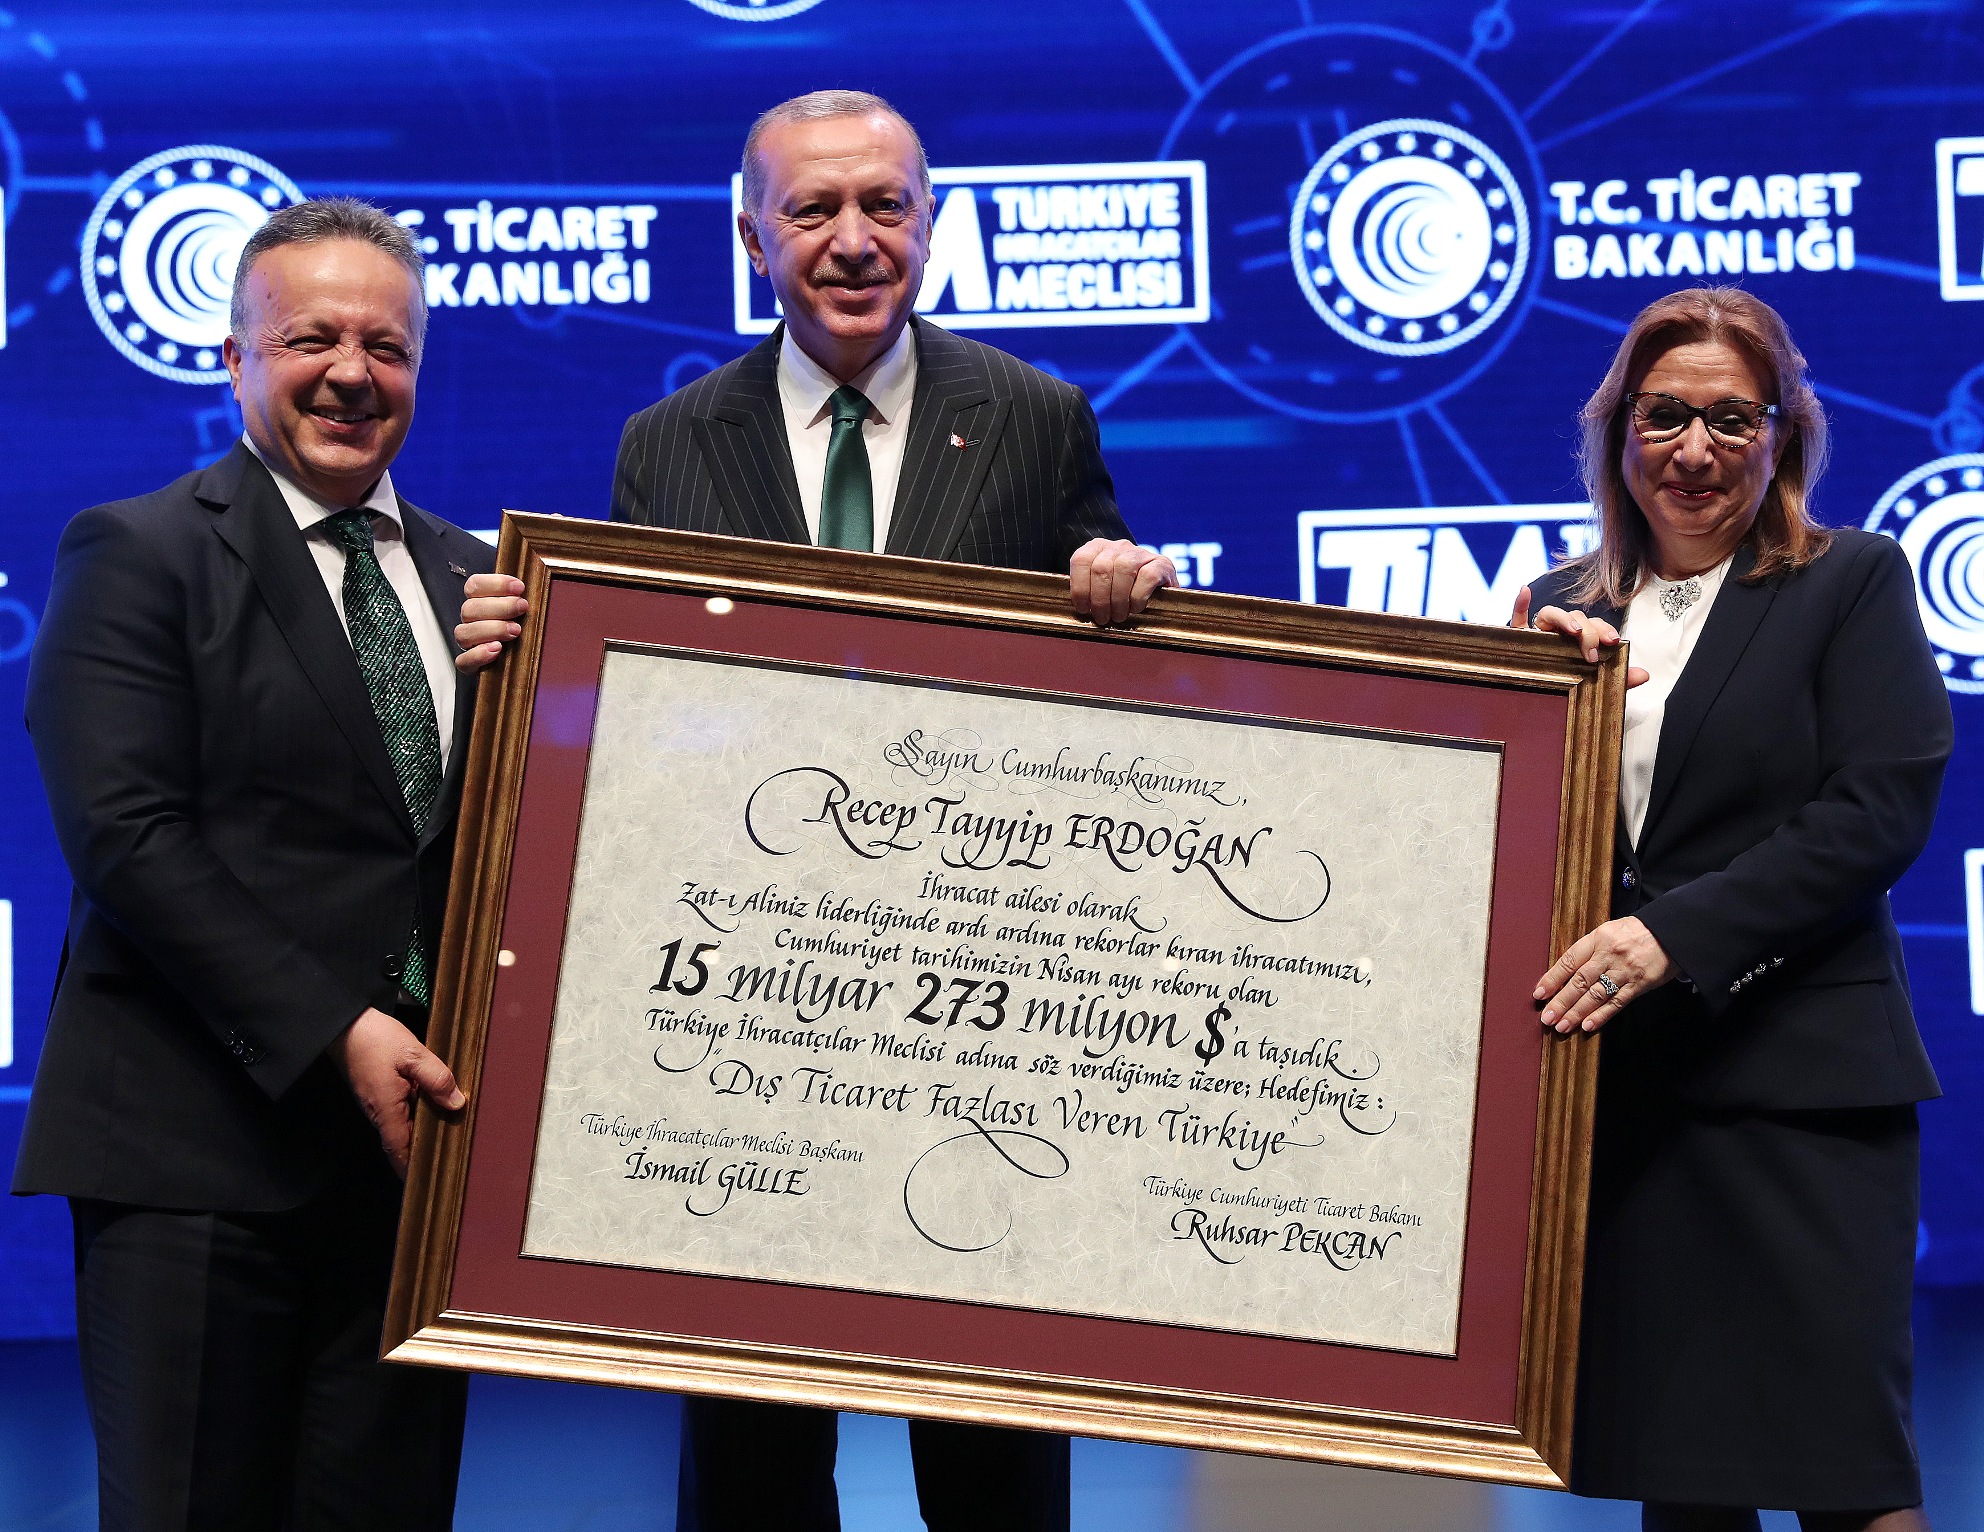 T.C. TİCARET
BAKANLIĞI
TÜRKİYE
İHRACATÇILAR
MECLİSİ
T.C. TİCARET
BAKANLIĞI
TİM
Sayın Cumhurbaşkanımız,
Recep Tayyip ERDOĞAN
İhracat ailesi olarak
Zat-ı Aliniz liderliğinde ardı ardına rekorlar kıran ihracatımızı,
Cumhuriyet tarihimizin Nisan ayı rekoru olan
15 milyar 273 milyon $'a taşıdık.
Türkiye İhracatçılar Meclisi adına söz verdiğimiz üzere; Hedefimiz :
"Dış Ticaret Fazlası Veren Türkiye"
Türkiye İhracatçılar Meclisi Başkanı
İsmail GÜLLE
Türkiye Cumhuriyeti Ticaret Bakanı
Ruhsar PEKCAN